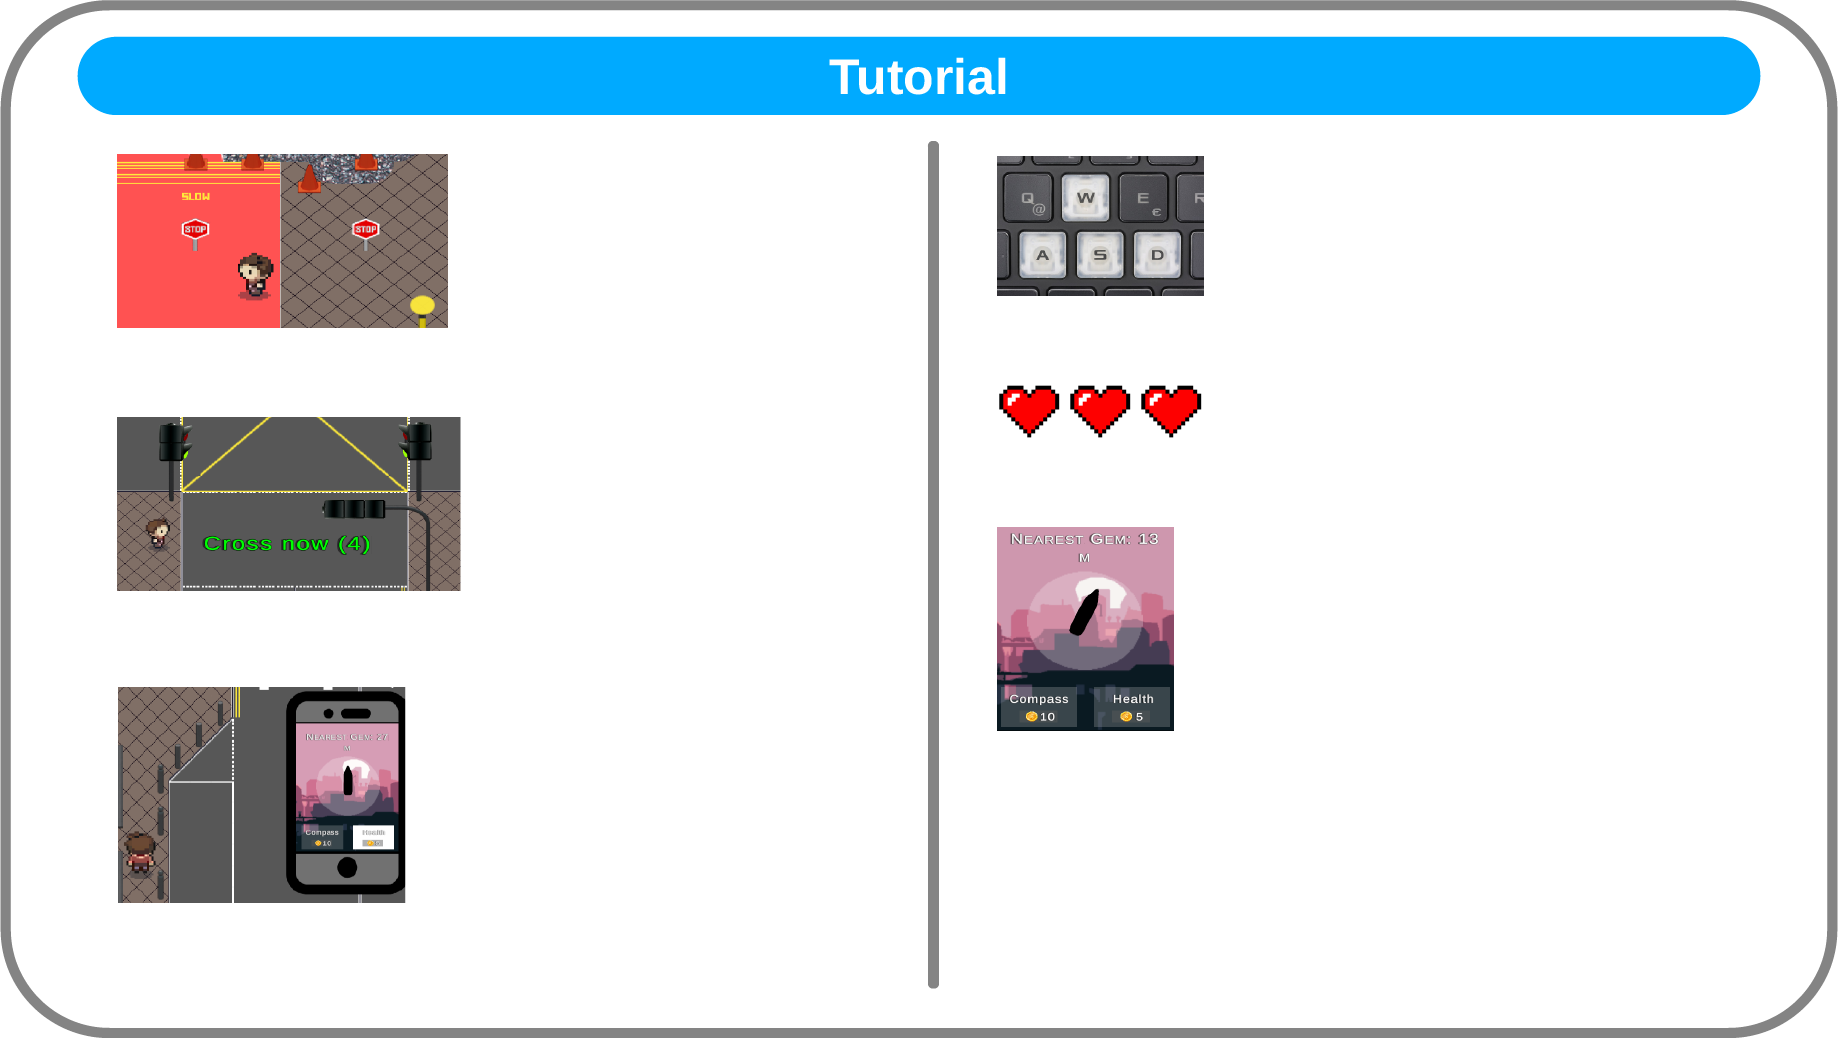 Tutorial
SLOW
STOP
STOP
Cross now (4)
NEAREST GEM: 27
M
Compass
10
Health
Q
@
W
E
€
R
A
S
D
NEAREST GEM: 13
M
Compass
10
Health
5